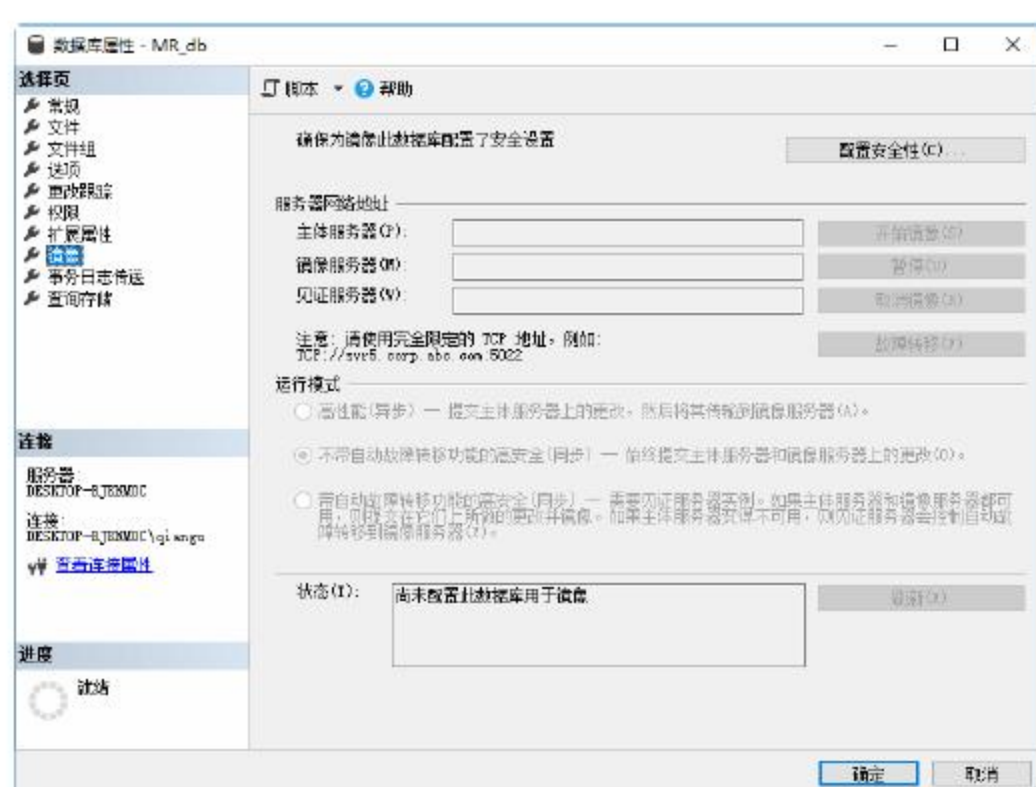 数据库属性 - MR_db
选择页
常规
文件
文件组
选项
更改跟踪
权限
扩展属性
镜像
事务日志传送
查询存储
脚本
帮助
确保为镜像此数据库配置了安全设置
配置安全性(C)...
服务器网络地址
主体服务器(P):
开始镜像(S)
镜像服务器(M):
暂停(U)
见证服务器(W):
取消镜像(R)
注意: 请使用完全限定的 TCP 地址。例如:
TCP://svr5.corp.abc.com:5022
故障转移(F)
运行模式
高性能(异步) — 提交主体服务器上的更改，然后将其传输到镜像服务器(A)。
不带自动故障转移功能的高安全(同步) — 始终提交主体服务器和镜像服务器上的更改(O)。
带自动故障转移功能的高安全(同步) — 需要见证服务器实例。如果主体服务器和镜像服务器都可
用，则提交在它们上所做的更改并镜像。如果主体服务器变得不可用，则见证服务器会控制自动故
障转移到镜像服务器(Y)。
连接
服务器:
连接:
查看连接属性
状态(T):
尚未配置此数据库用于镜像
刷新(X)
进度
就绪
确定
取消